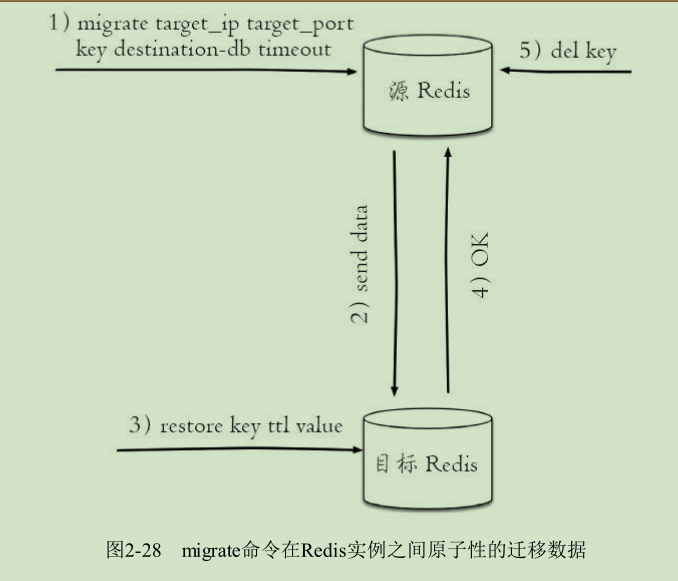 1) migrate target_ip target_port
key destination-db timeout
5) del key
源 Redis
2) send data
4) OK
3) restore key ttl value
目标 Redis
图2-28 migrate命令在Redis实例之间原子性的迁移数据